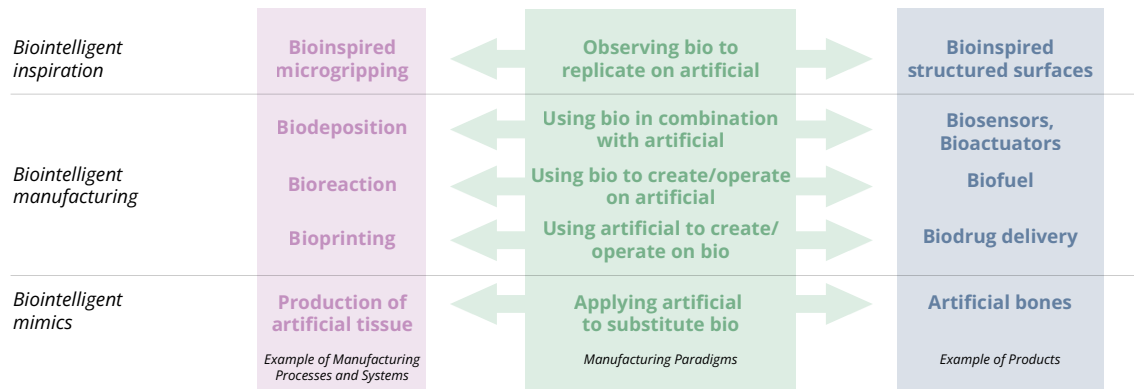 Biointelligent
inspiration
Bioinspired
microgripping
Observing bio to
replicate on artificial
Bioinspired
structured surfaces
Biointelligent
manufacturing
Biodeposition
Using bio in combination
with artificial
Biosensors,
Bioactuators
Bioreaction
Using bio to create/operate
on artificial
Biofuel
Bioprinting
Using artificial to create/
operate on bio
Biodrug delivery
Biointelligent
mimics
Production of
artificial tissue
Applying artificial
to substitute bio
Artificial bones
Example of Manufacturing
Processes and Systems
Manufacturing Paradigms
Example of Products